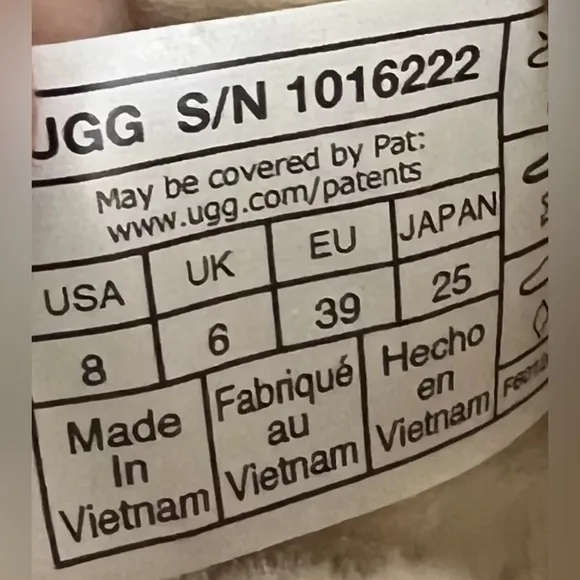 UGG S/N 1016222
May be covered by Pat:
www.ugg.com/patents
USA UK EU JAPAN
8 6 39 25
Made In Vietnam
Fabriqué au Vietnam
Hecho en Vietnam